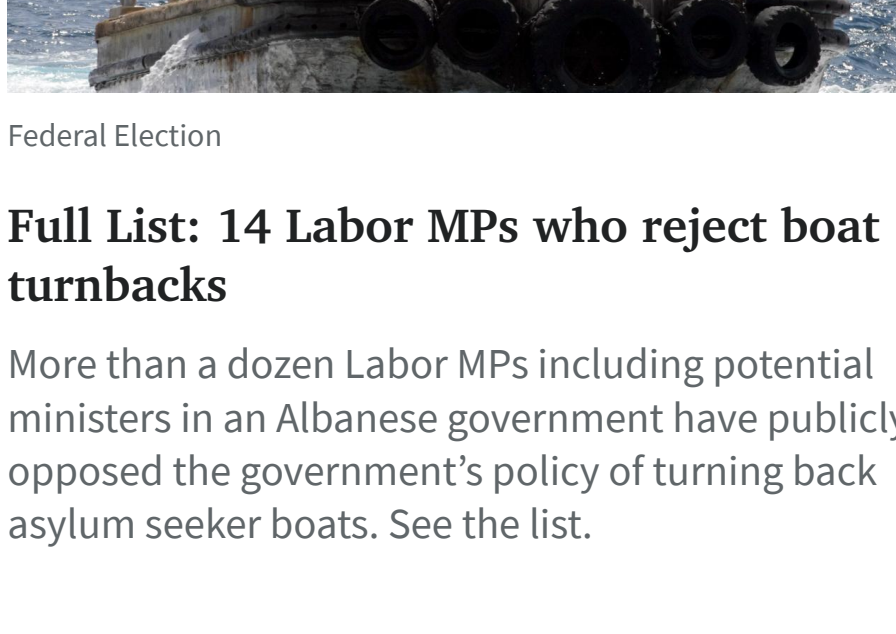 Federal Election
Full List: 14 Labor MPs who reject boat
turnbacks
More than a dozen Labor MPs including potential
ministers in an Albanese government have publicly
opposed the government’s policy of turning back
asylum seeker boats. See the list.